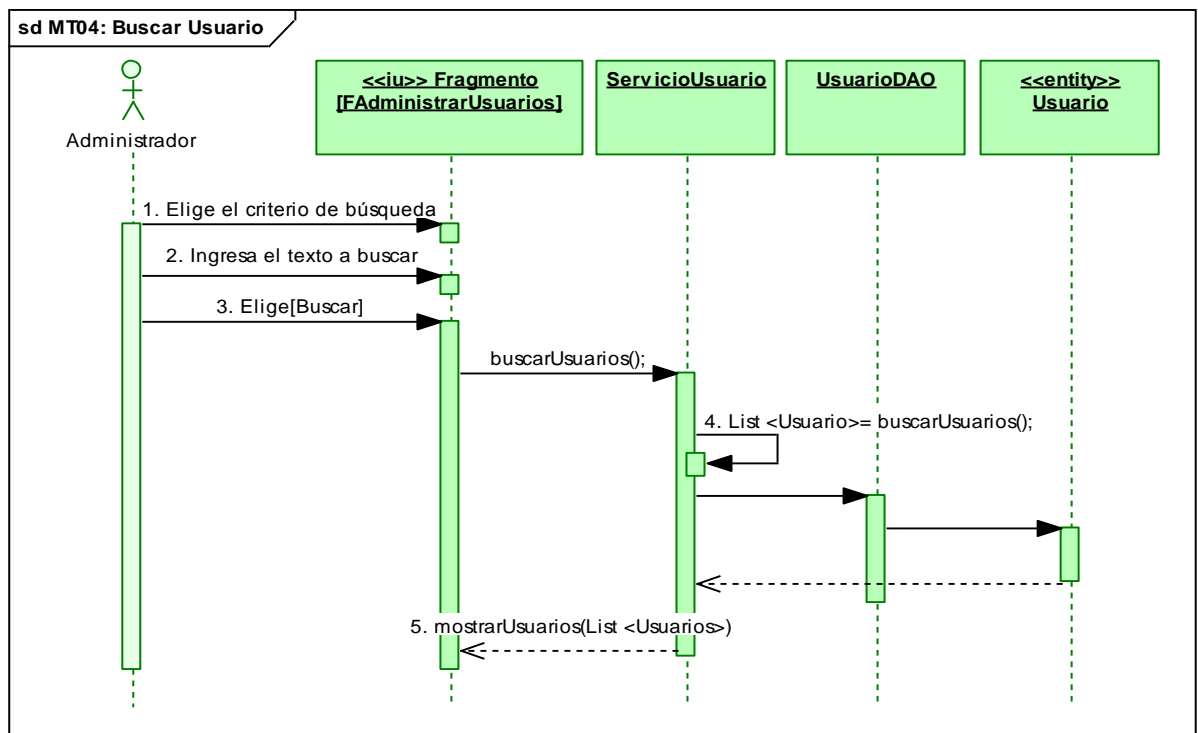 sd MT04: Buscar Usuario
Administrador
<<iu>> Fragmento
[FAdministrarUsuarios]
ServicioUsuario
UsuarioDAO
<<entity>>
Usuario
1. Elige el criterio de búsqueda
2. Ingresa el texto a buscar
3. Elige[Buscar]
buscarUsuarios();
4. List <Usuario>= buscarUsuarios();
5. mostrarUsuarios(List <Usuarios>)